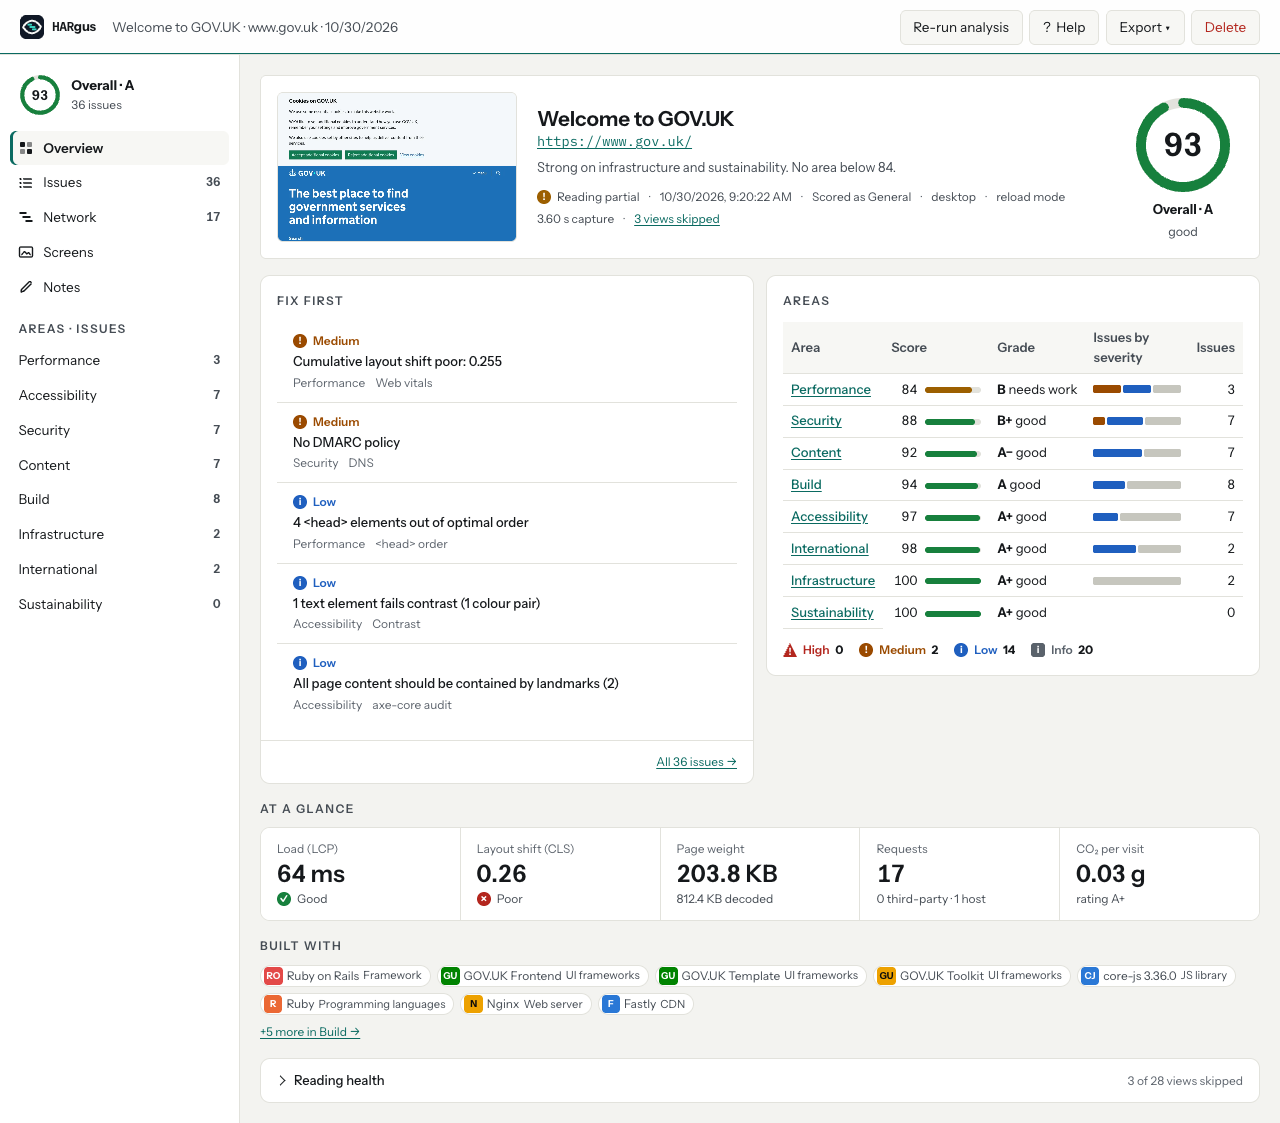 HARgus
Welcome to GOV.UK · www.gov.uk · 10/30/2026
Re-run analysis
? Help
Export ▾
Delete
93
Overall · A
36 issues
Overview
Issues 36
Network 17
Screens
Notes
AREAS · ISSUES
Performance 3
Accessibility 7
Security 7
Content 7
Build 8
Infrastructure 2
International 2
Sustainability 0
Cookies on GOV.UK
GOV·UK
The best place to find
government services
and information
Search
Welcome to GOV.UK
https://www.gov.uk/
Strong on infrastructure and sustainability. No area below 84.
Reading partial · 10/30/2026, 9:20:22 AM · Scored as General · desktop · reload mode
3.60 s capture · 3 views skipped
93
Overall · A
good
FIX FIRST
Medium
Cumulative layout shift poor: 0.255
Performance Web vitals
Medium
No DMARC policy
Security DNS
Low
4 <head> elements out of optimal order
Performance <head> order
Low
1 text element fails contrast (1 colour pair)
Accessibility Contrast
Low
All page content should be contained by landmarks (2)
Accessibility axe-core audit
All 36 issues →
AREAS
Area Score Grade Issues by severity Issues
Performance 84 B needs work 3
Security 88 B+ good 7
Content 92 A− good 7
Build 94 A good 8
Accessibility 97 A+ good 7
International 98 A+ good 2
Infrastructure 100 A+ good 2
Sustainability 100 A+ good 0
High 0 Medium 2 Low 14 Info 20
AT A GLANCE
Load (LCP)
64 ms
Good
Layout shift (CLS)
0.26
Poor
Page weight
203.8 KB
812.4 KB decoded
Requests
17
0 third-party · 1 host
CO₂ per visit
0.03 g
rating A+
BUILT WITH
RO Ruby on Rails Framework
GU GOV.UK Frontend UI frameworks
GU GOV.UK Template UI frameworks
GU GOV.UK Toolkit UI frameworks
CJ core-js 3.36.0 JS library
R Ruby Programming languages
N Nginx Web server
F Fastly CDN
+5 more in Build →
Reading health
3 of 28 views skipped